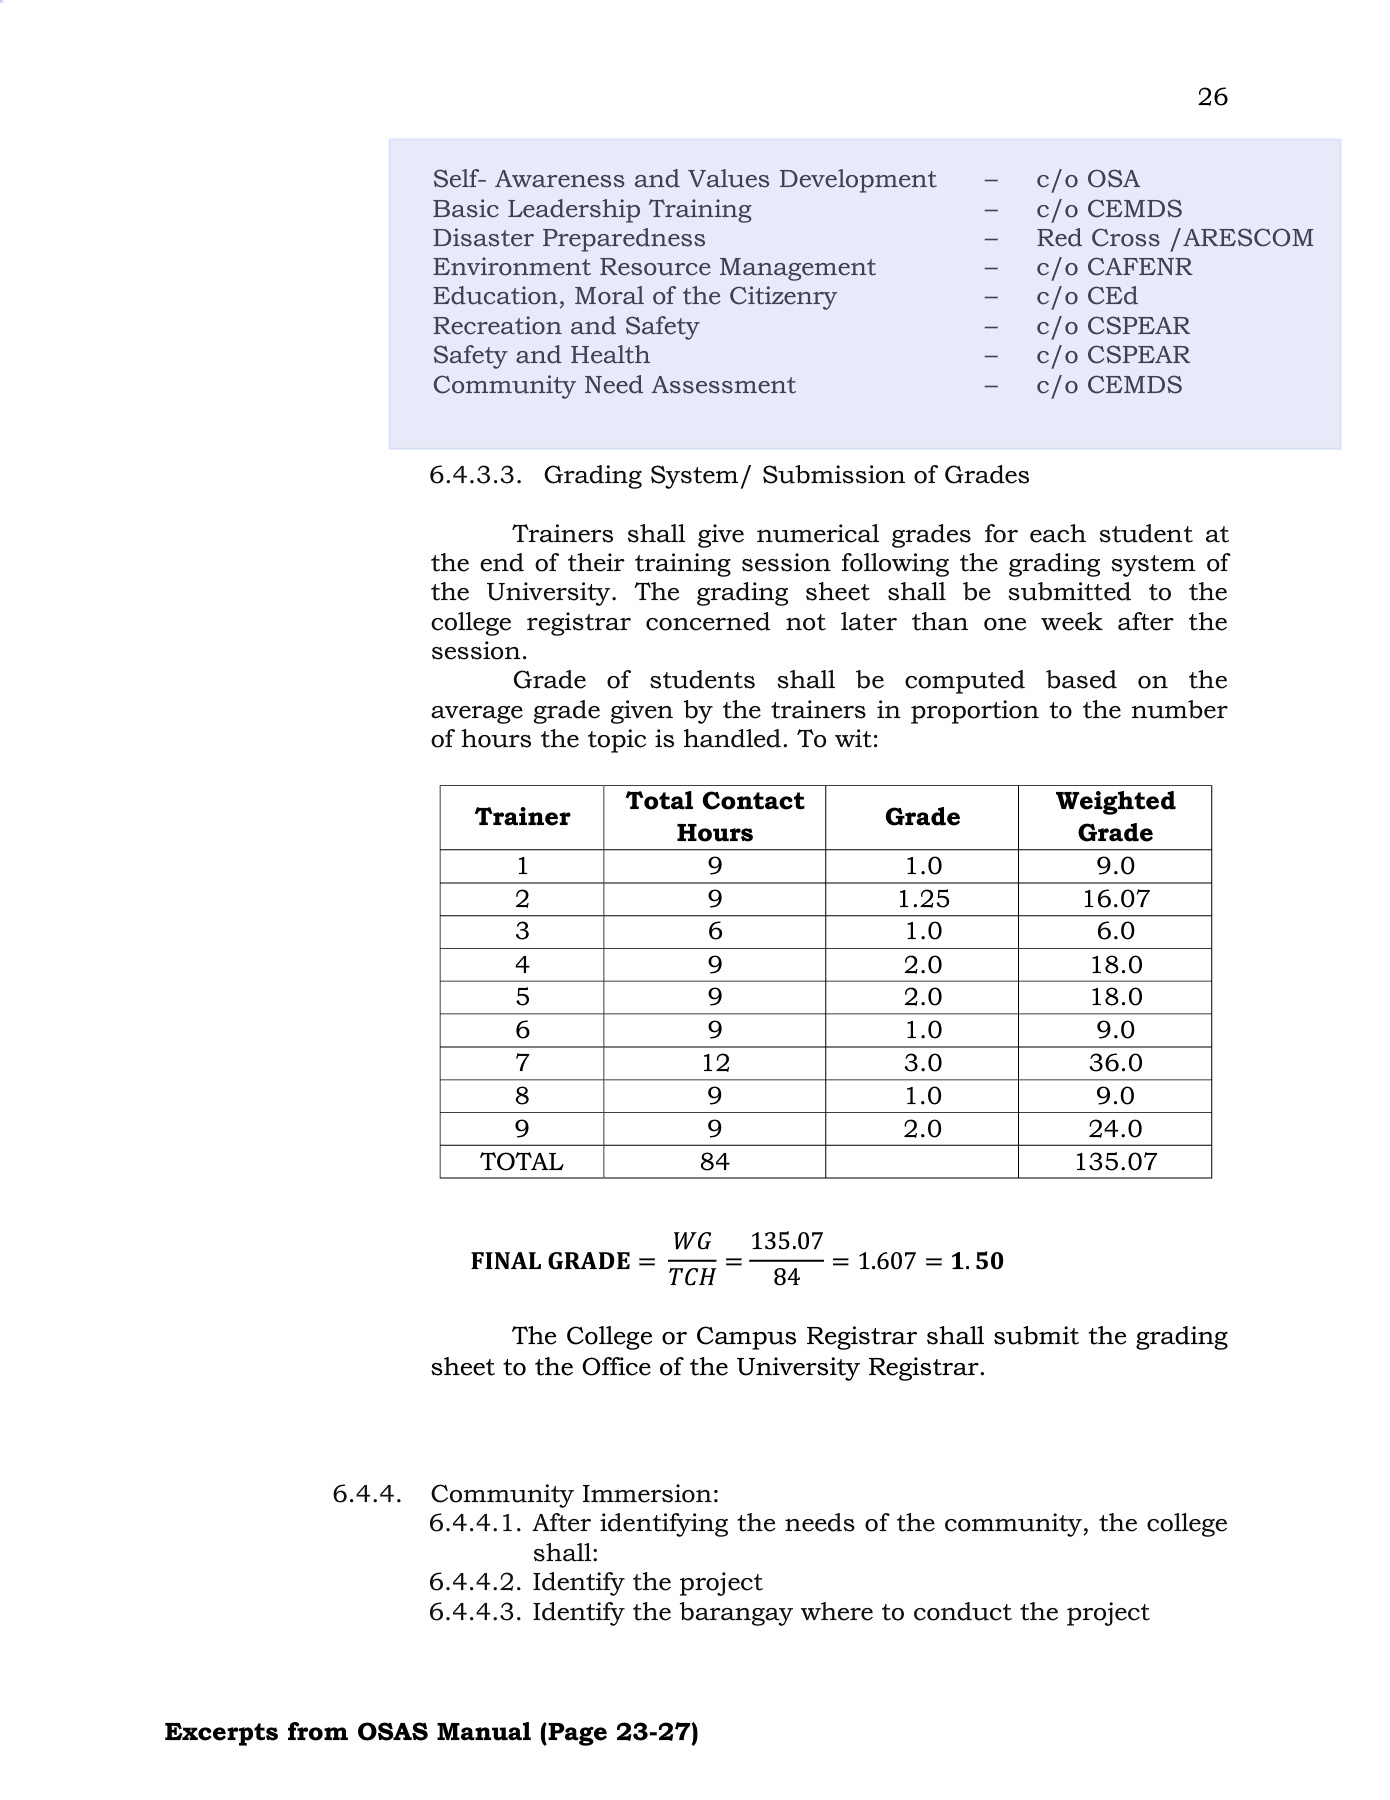 26
Self- Awareness and Values Development – c/o OSA
Basic Leadership Training – c/o CEMDS
Disaster Preparedness – Red Cross /ARESCOM
Environment Resource Management – c/o CAFENR
Education, Moral of the Citizenry – c/o CEd
Recreation and Safety – c/o CSPEAR
Safety and Health – c/o CSPEAR
Community Need Assessment – c/o CEMDS
6.4.3.3. Grading System/ Submission of Grades
Trainers shall give numerical grades for each student at
the end of their training session following the grading system of
the University. The grading sheet shall be submitted to the
college registrar concerned not later than one week after the
session.
Grade of students shall be computed based on the
average grade given by the trainers in proportion to the number
of hours the topic is handled. To wit:
Trainer Total Contact Hours Grade Weighted Grade
1 9 1.0 9.0
2 9 1.25 16.07
3 6 1.0 6.0
4 9 2.0 18.0
5 9 2.0 18.0
6 9 1.0 9.0
7 12 3.0 36.0
8 9 1.0 9.0
9 9 2.0 24.0
TOTAL 84 135.07
FINAL GRADE = WG/TCH = 135.07/84 = 1.607 = 1.50
The College or Campus Registrar shall submit the grading
sheet to the Office of the University Registrar.
6.4.4. Community Immersion:
6.4.4.1. After identifying the needs of the community, the college
shall:
6.4.4.2. Identify the project
6.4.4.3. Identify the barangay where to conduct the project
Excerpts from OSAS Manual (Page 23-27)